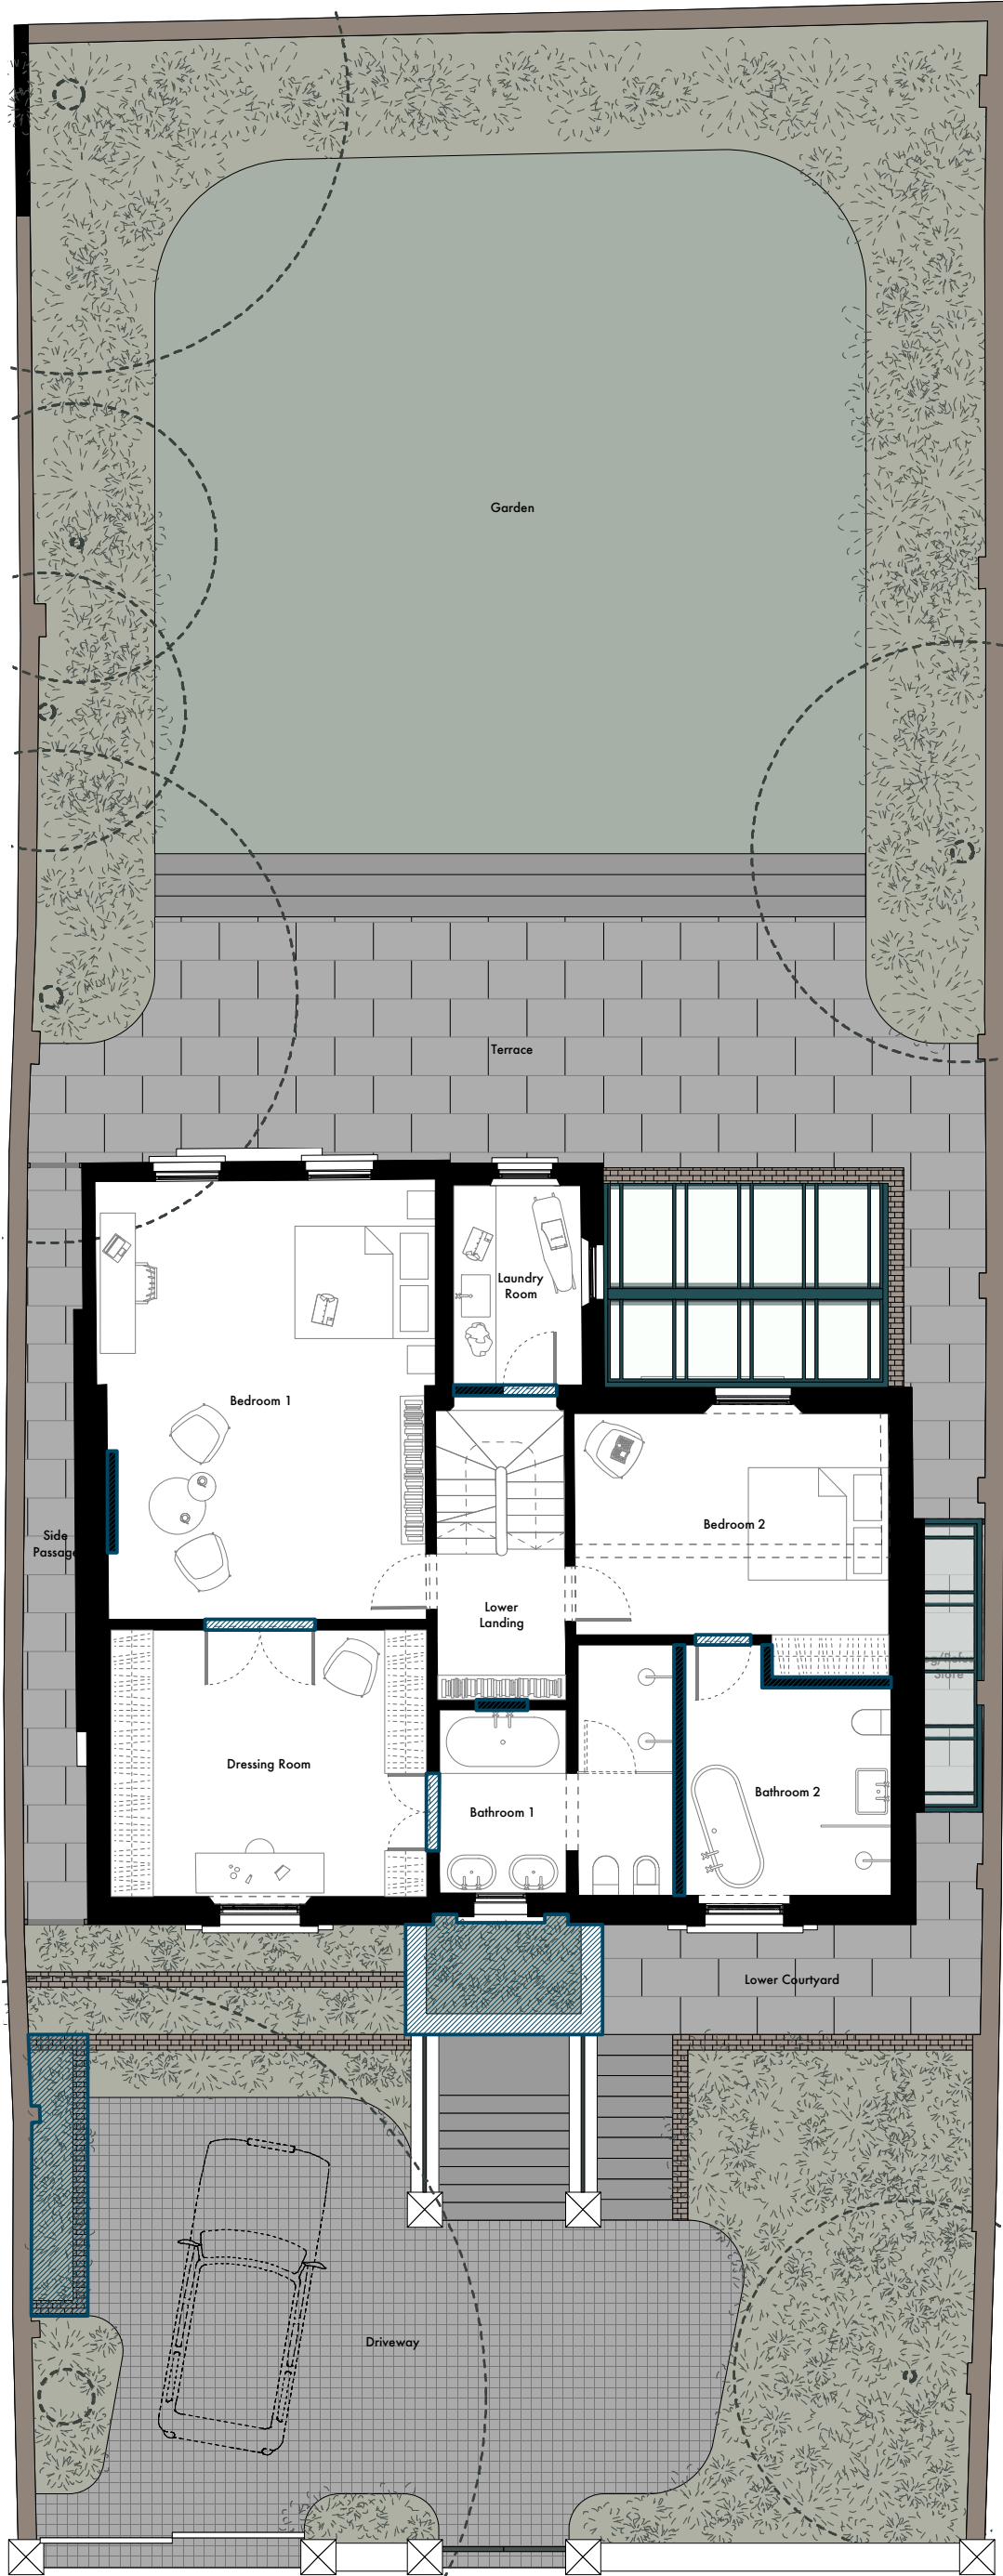 Garden
Terrace
Laundry
Room
Bedroom 1
Bedroom 2
Side
Passage
Lower
Landing
Store
Dressing Room
Bathroom 2
Bathroom 1
Lower Courtyard
Driveway